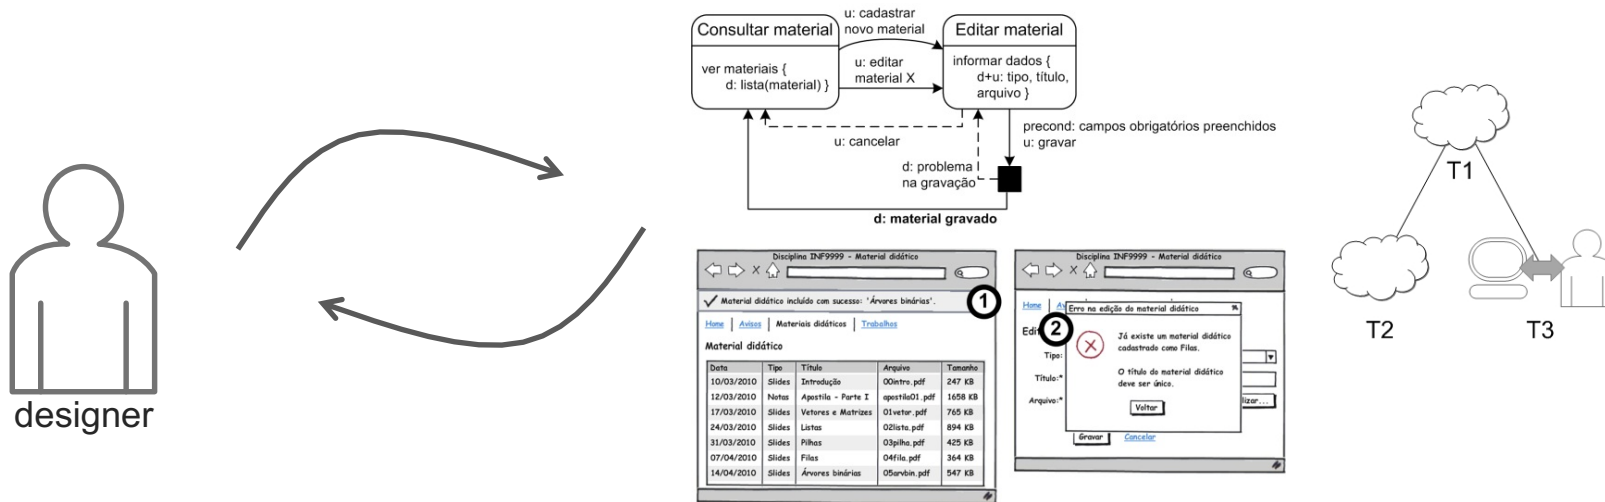 designer
Consultar material
ver materiais {
d: lista(material) }
u: cadastrar
novo material
u: editar
material X
Editar material
informar dados {
d+u: tipo, título,
arquivo }
u: cancelar
precond: campos obrigatórios preenchidos
u: gravar
d: problema
na gravação
d: material gravado
Disciplina INF9999 - Material didático
X
Material didático incluído com sucesso: 'Árvores binárias'.
1
Home | Avisos | Materiais didáticos | Trabalhos
Material didático
Data Tipo Título Arquivo Tamanho
10/03/2010 Slides Introdução 00intro.pdf 247 KB
12/03/2010 Notas Apostila - Parte I apostila01.pdf 1658 KB
17/03/2010 Slides Vetores e Matrizes 01vetor.pdf 765 KB
24/03/2010 Slides Listas 02lista.pdf 894 KB
31/03/2010 Slides Pilhas 03pilha.pdf 425 KB
07/04/2010 Slides Filas 04fila.pdf 364 KB
14/04/2010 Slides Árvores binárias 05arvbin.pdf 547 KB
Disciplina INF9999 - Material didático
X
Home | Av
Erro na edição do material didático
2
Edi
Já existe um material didático
cadastrado como Filas.
O título do material didático
deve ser único.
Voltar
Tipo:
Título:*
Arquivo:*
lizar...
Gravar Cancelar
T1
T2
T3